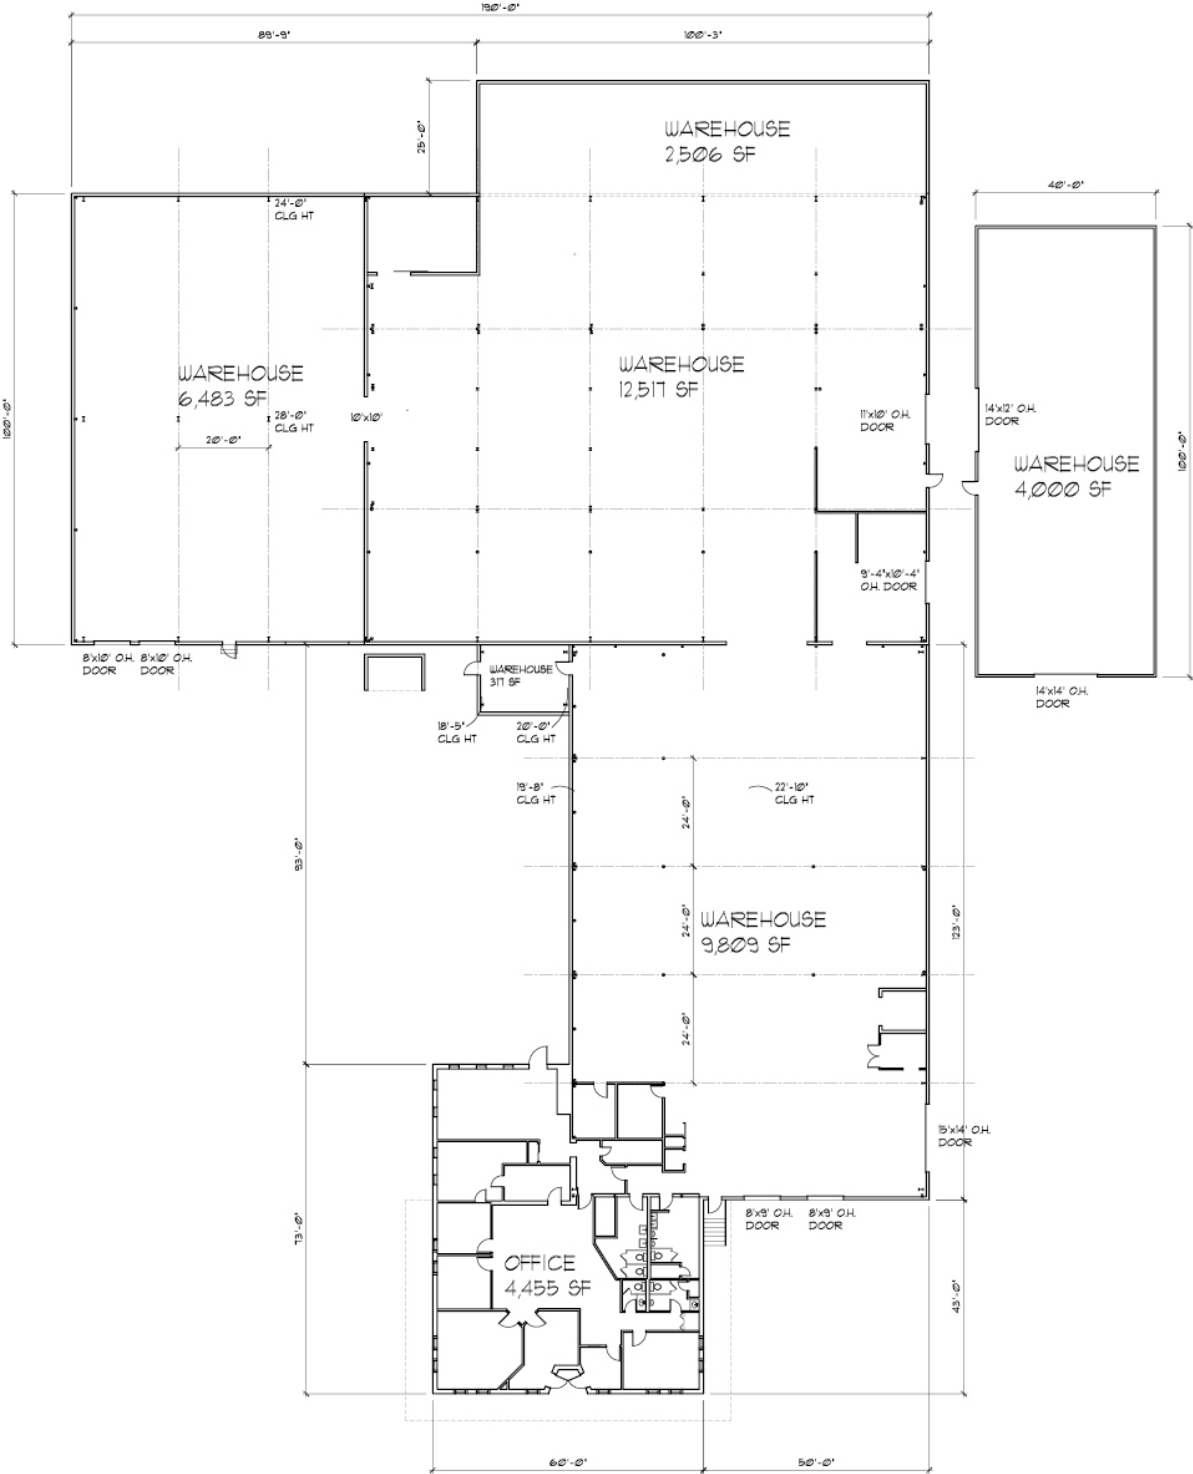 190'-0"
89'-9"
100'-3"
25'-0"
WAREHOUSE
2,506 SF
40'-0"
24'-0"
CLG HT
100'-0"
WAREHOUSE
6,483 SF
28'-0"
CLG HT
20'-0"
10'x10'
WAREHOUSE
12,517 SF
11'x10' O.H.
DOOR
14'x12' O.H.
DOOR
WAREHOUSE
4,000 SF
100'-0"
9'-4"x10'-4"
O.H. DOOR
8'x10' O.H.
DOOR
8'x10' O.H.
DOOR
WAREHOUSE
317 SF
14'x14' O.H.
DOOR
18'-5"
CLG HT
20'-0"
CLG HT
19'-8"
CLG HT
22'-10"
CLG HT
24'-0"
93'-0"
WAREHOUSE
9,809 SF
24'-0"
123'-0"
24'-0"
15'x14' O.H.
DOOR
8'x9' O.H.
DOOR
8'x9' O.H.
DOOR
73'-0"
OFFICE
4,455 SF
43'-0"
60'-0"
50'-0"